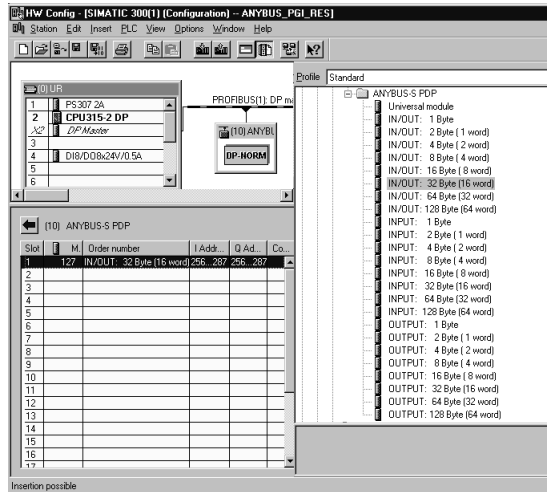 HW Config - [SIMATIC 300(1) (Configuration) -- ANYBUS_PGI_RES]
Station Edit Insert PLC View Options Window Help
(0) UR
1 PS307 2A
2 CPU315-2 DP
X2 DP Master
3
4 DI8/DO8x24V/0.5A
5
6
PROFIBUS(1): DP ma
(10) ANYBU
DP-NORM
(10) ANYBUS-S PDP
Slot M. Order number I Addr... Q Ad... Co...
1 127 IN/OUT: 32 Byte (16 word) 256...287 256...287
2
3
4
5
6
7
8
9
10
11
12
13
14
15
16
17
Profile Standard
ANYBUS-S PDP
Universal module
IN/OUT: 1 Byte
IN/OUT: 2 Byte ( 1 word)
IN/OUT: 4 Byte ( 2 word)
IN/OUT: 8 Byte ( 4 word)
IN/OUT: 16 Byte ( 8 word)
IN/OUT: 32 Byte (16 word)
IN/OUT: 64 Byte (32 word)
IN/OUT: 128 Byte (64 word)
INPUT: 1 Byte
INPUT: 2 Byte ( 1 word)
INPUT: 4 Byte ( 2 word)
INPUT: 8 Byte ( 4 word)
INPUT: 16 Byte ( 8 word)
INPUT: 32 Byte (16 word)
INPUT: 64 Byte (32 word)
INPUT: 128 Byte (64 word)
OUTPUT: 1 Byte
OUTPUT: 2 Byte ( 1 word)
OUTPUT: 4 Byte ( 2 word)
OUTPUT: 8 Byte ( 4 word)
OUTPUT: 16 Byte ( 8 word)
OUTPUT: 32 Byte (16 word)
OUTPUT: 64 Byte (32 word)
OUTPUT: 128 Byte (64 word)
Insertion possible